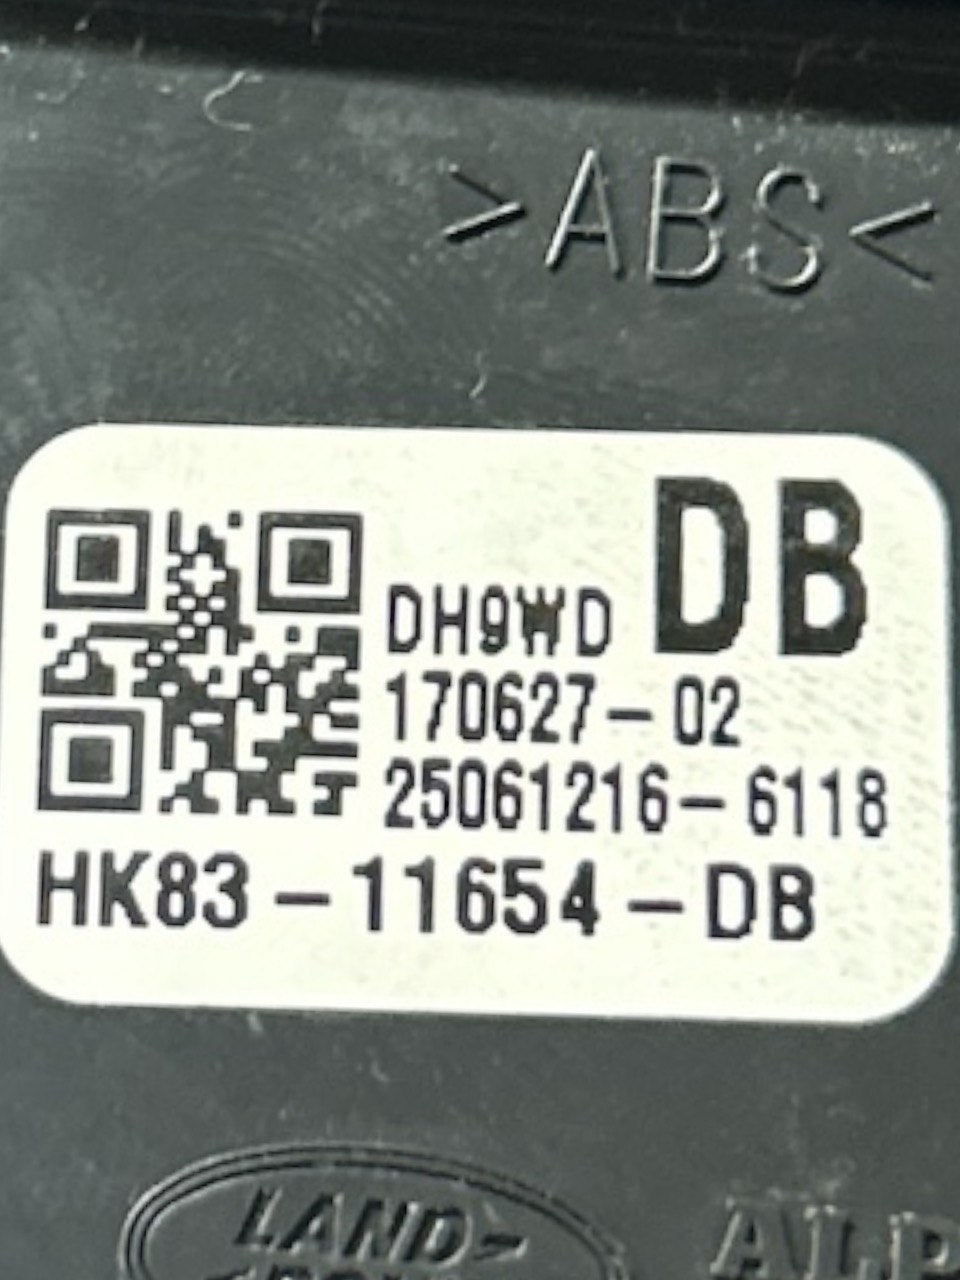 >ABS<
DB
DH9WD
170627-02
25061216-6118
HK83-11654-DB
LAND